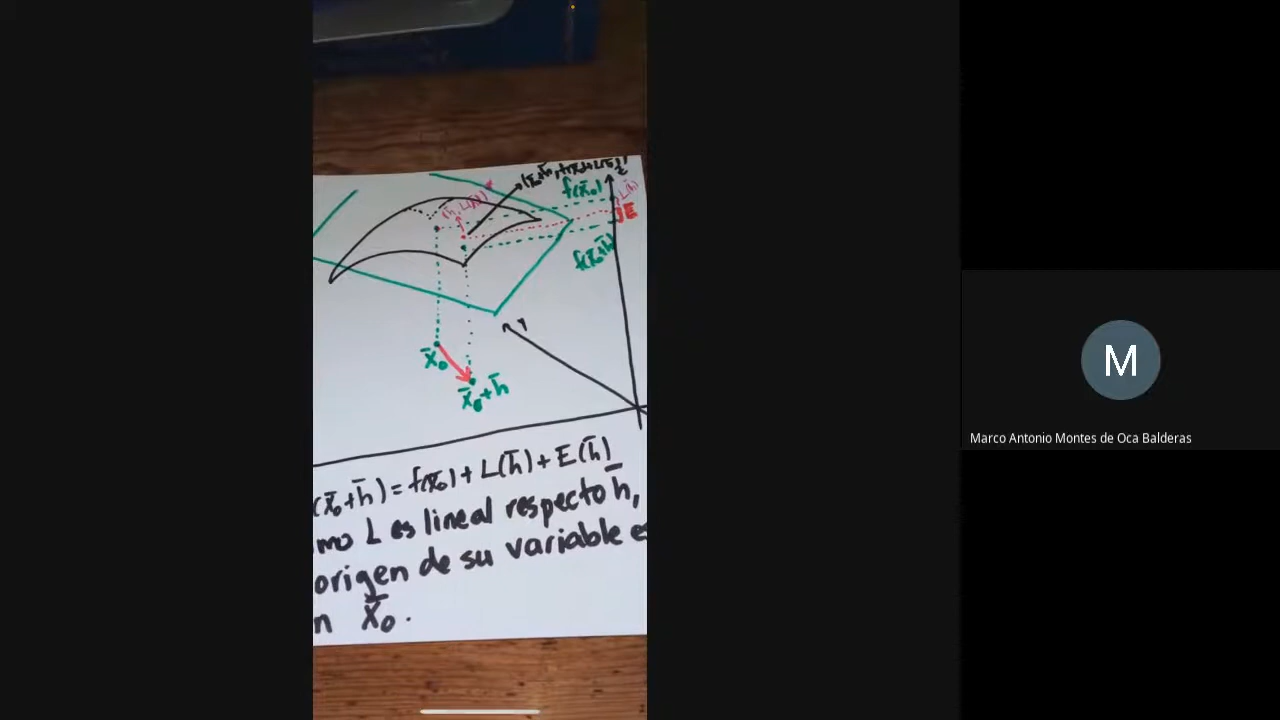 f(x̄₀)
L(h̄)
E
f(x̄₀+h̄)
y
x̄₀
x̄₀+h̄
(x̄₀+h̄)=f(x̄₀)+L(h̄)+E(h̄)
mo L es lineal respecto h̄,
origen de su variable es
n x̄₀.
M
Marco Antonio Montes de Oca Balderas